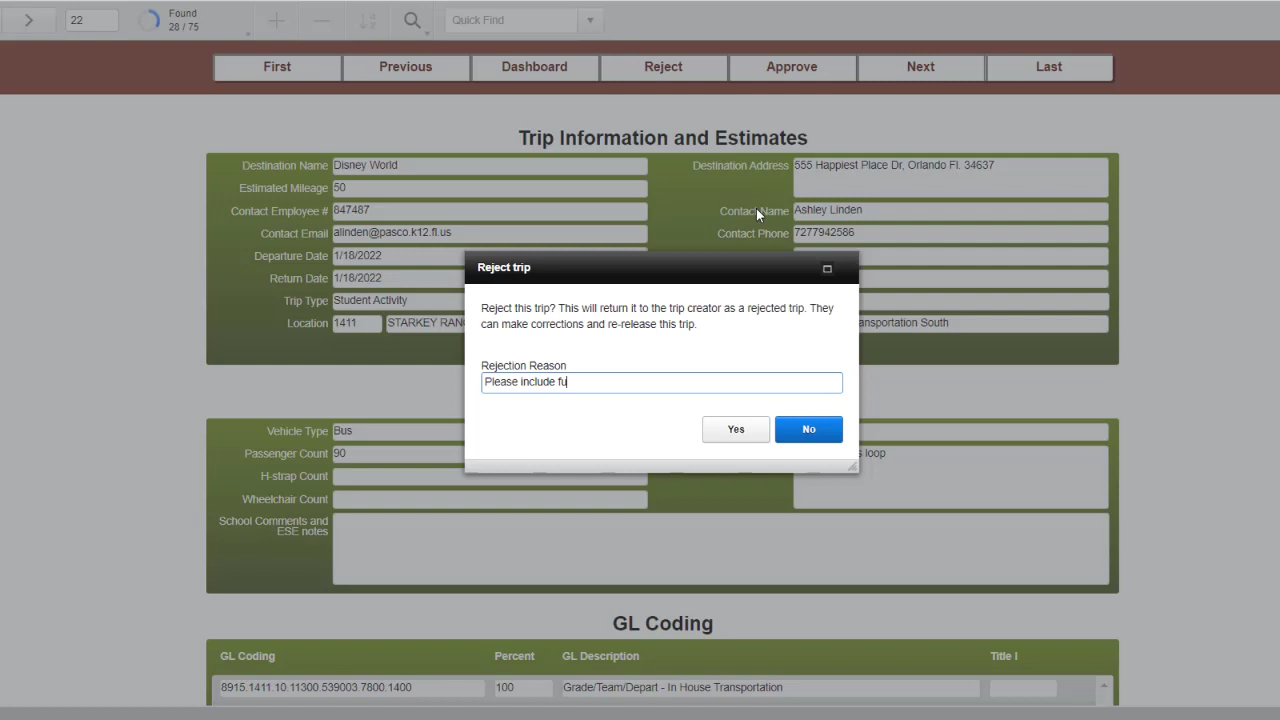 22
Found
28 / 75
Quick Find
First
Previous
Dashboard
Reject
Approve
Next
Last
Trip Information and Estimates
Destination Name
Disney World
Destination Address
555 Happiest Place Dr, Orlando Fl. 34637
Estimated Mileage
50
Contact Employee #
847487
Contact Name
Ashley Linden
Contact Email
alinden@pasco.k12.fl.us
Contact Phone
7277942586
Departure Date
1/18/2022
Return Date
1/18/2022
Trip Type
Student Activity
Location
1411
STARKEY RAN
ansportation South
Reject trip
Reject this trip? This will return it to the trip creator as a rejected trip. They
can make corrections and re-release this trip.
Rejection Reason
Please include fu
Yes
No
Vehicle Type
Bus
Passenger Count
90
s loop
H-strap Count
Wheelchair Count
School Comments and
ESE notes
GL Coding
GL Coding
Percent
GL Description
Title I
8915.1411.10.11300.539003.7800.1400
100
Grade/Team/Depart - In House Transportation